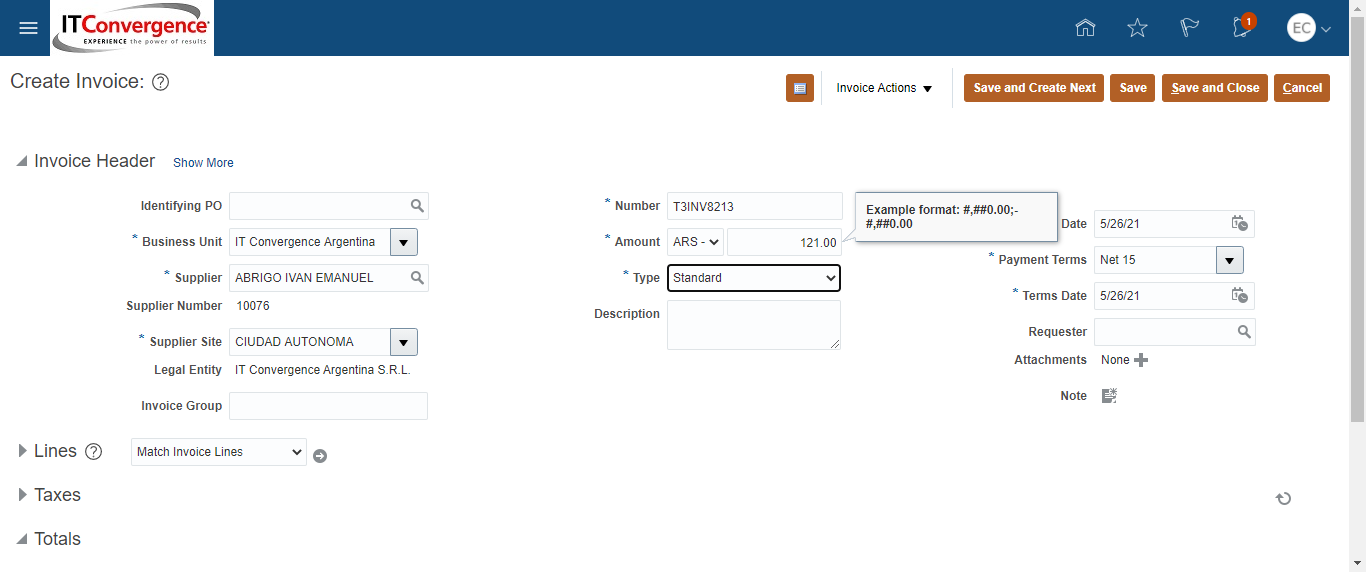 ITConvergence
EXPERIENCE the power of results
1
EC
Create Invoice: ?
Invoice Actions
Save and Create Next
Save
Save and Close
Cancel
Invoice Header Show More
Identifying PO
* Business Unit IT Convergence Argentina
* Supplier ABRIGO IVAN EMANUEL
Supplier Number 10076
* Supplier Site CIUDAD AUTONOMA
Legal Entity IT Convergence Argentina S.R.L.
Invoice Group
* Number T3INV8213
* Amount ARS - 121.00
* Type Standard
Description
Example format: #,##0.00;-
#,##0.00
Date 5/26/21
* Payment Terms Net 15
* Terms Date 5/26/21
Requester
Attachments None
Note
Lines ? Match Invoice Lines
Taxes
Totals